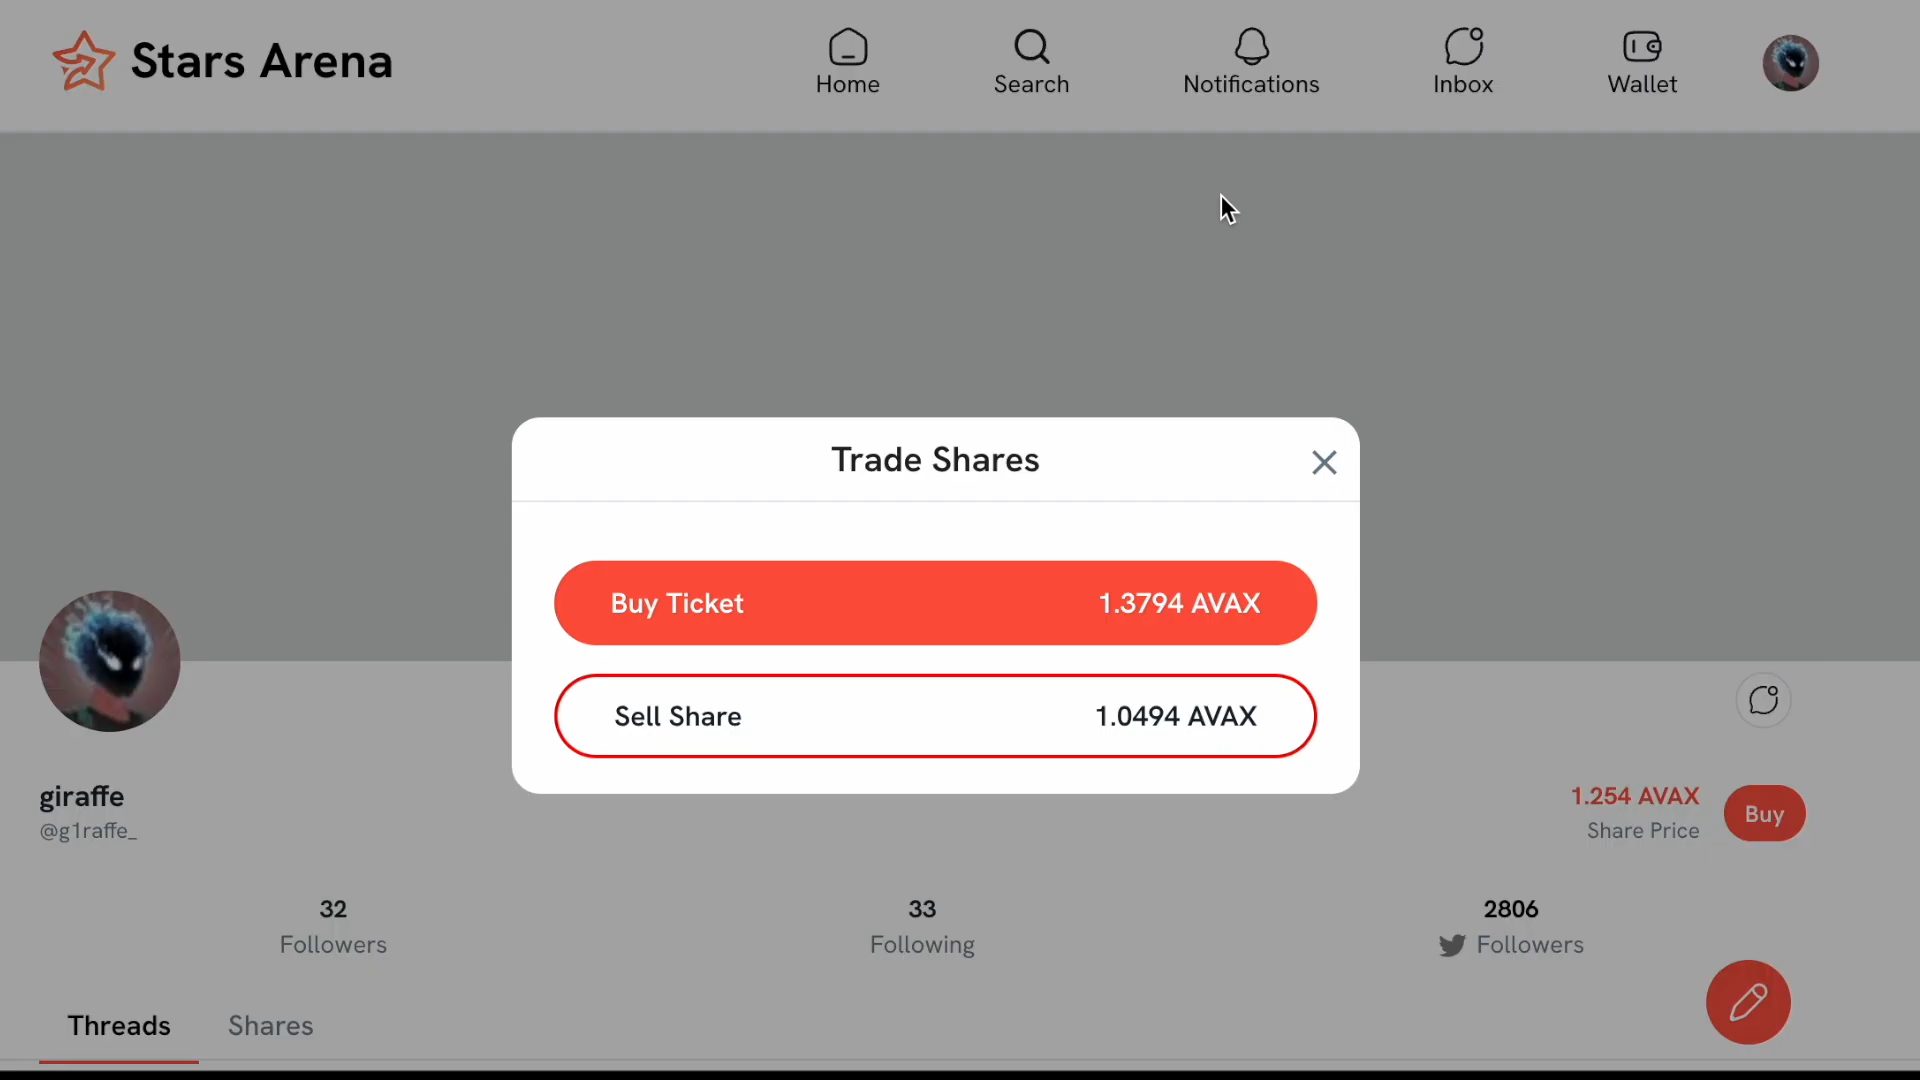 Stars Arena
Home
Search
Notifications
Inbox
Wallet
Trade Shares
Buy Ticket 1.3794 AVAX
Sell Share 1.0494 AVAX
giraffe
@g1raffe_
1.254 AVAX
Share Price
Buy
32
Followers
33
Following
2806
Followers
Threads
Shares